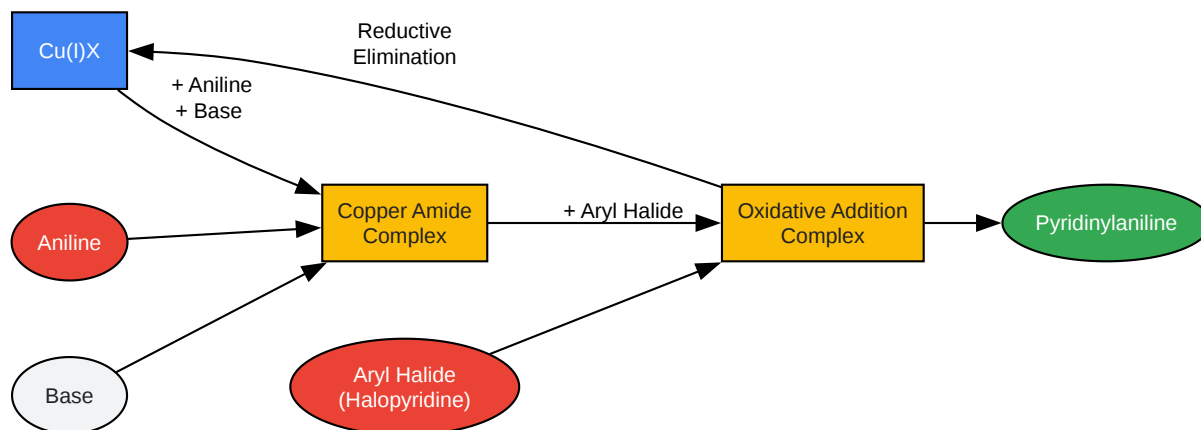 Cu(I)X
Reductive
Elimination
+ Aniline
+ Base
Copper Amide
Complex
+ Aryl Halide
Oxidative Addition
Complex
Pyridinylaniline
Aniline
Base
Aryl Halide
(Halopyridine)